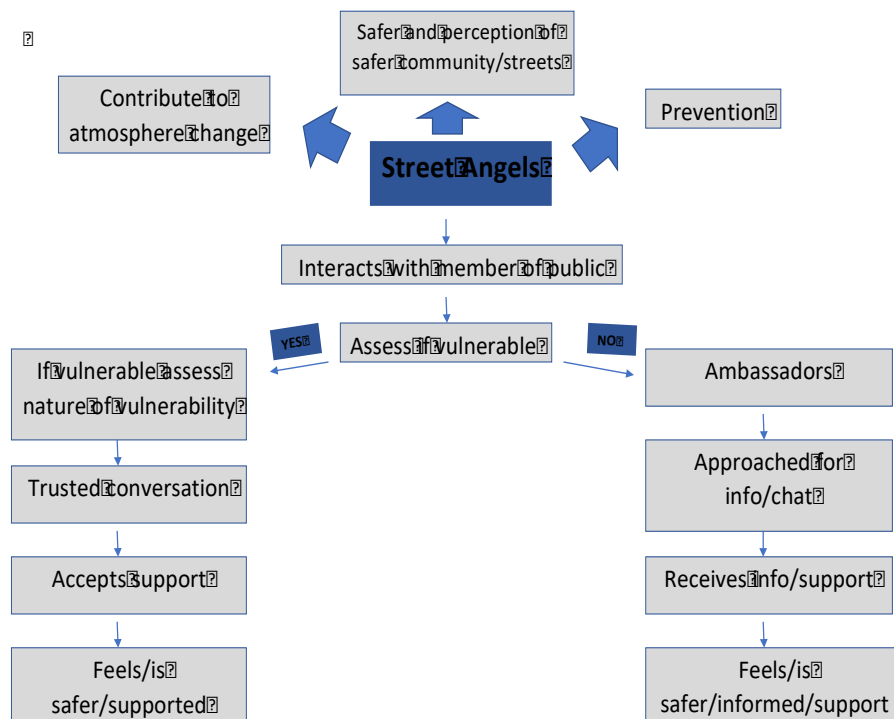 Safer and perception of
safer community/streets
Contribute to
atmosphere change
Prevention
Street Angels
Interacts with member of public
YES
Assess if vulnerable
NO
If vulnerable assess
nature of vulnerability
Ambassadors
Trusted conversation
Approached for
info/chat
Accepts support
Receives info/support
Feels/is
safer/supported
Feels/is
safer/informed/support